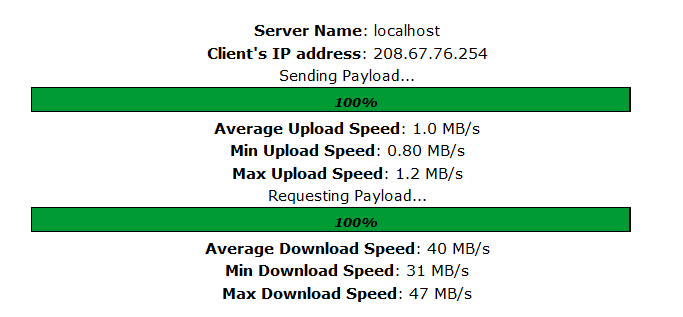 Server Name: localhost
Client's IP address: 208.67.76.254
Sending Payload...
100%
Average Upload Speed: 1.0 MB/s
Min Upload Speed: 0.80 MB/s
Max Upload Speed: 1.2 MB/s
Requesting Payload...
100%
Average Download Speed: 40 MB/s
Min Download Speed: 31 MB/s
Max Download Speed: 47 MB/s